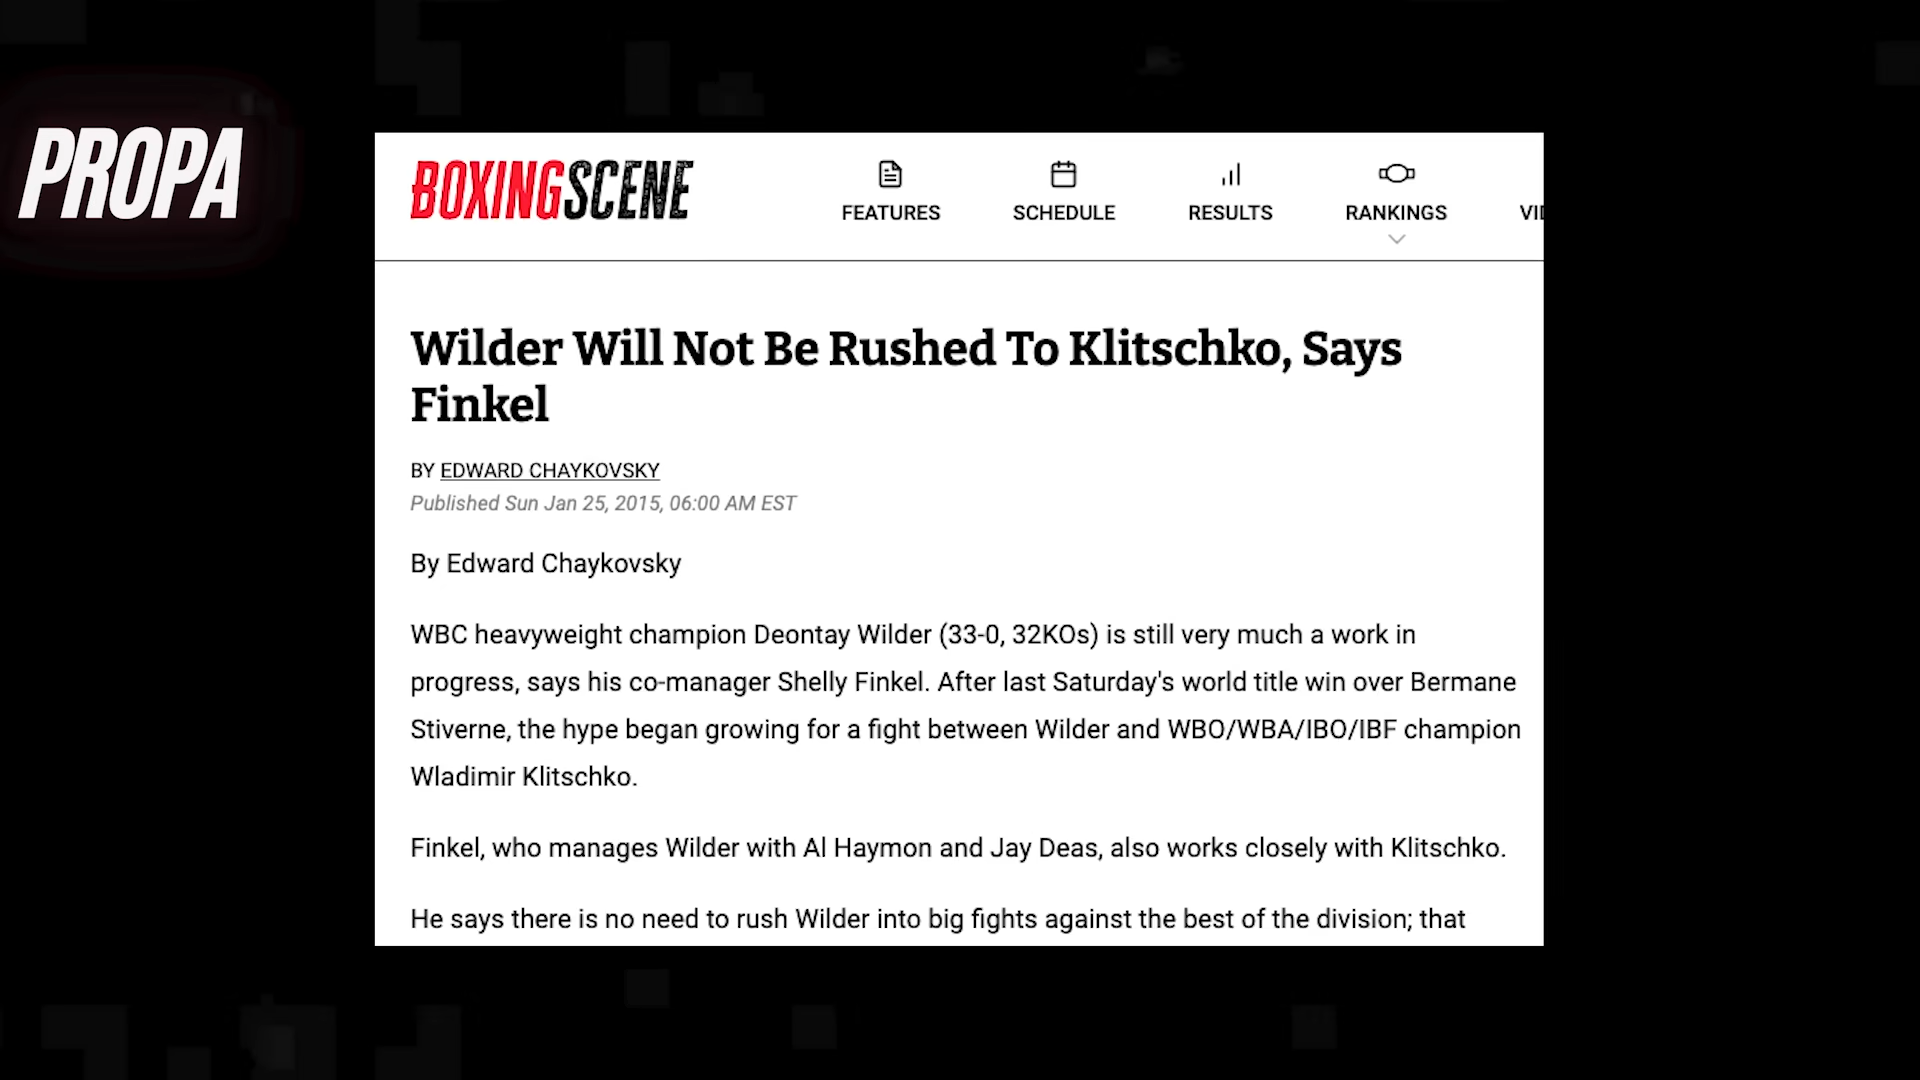 PROPA
BOXINGSCENE
FEATURES
SCHEDULE
RESULTS
RANKINGS
Wilder Will Not Be Rushed To Klitschko, Says
Finkel
BY EDWARD CHAYKOVSKY
Published Sun Jan 25, 2015, 06:00 AM EST
By Edward Chaykovsky
WBC heavyweight champion Deontay Wilder (33-0, 32KOs) is still very much a work in
progress, says his co-manager Shelly Finkel. After last Saturday's world title win over Bermane
Stiverne, the hype began growing for a fight between Wilder and WBO/WBA/IBO/IBF champion
Wladimir Klitschko.
Finkel, who manages Wilder with Al Haymon and Jay Deas, also works closely with Klitschko.
He says there is no need to rush Wilder into big fights against the best of the division; that